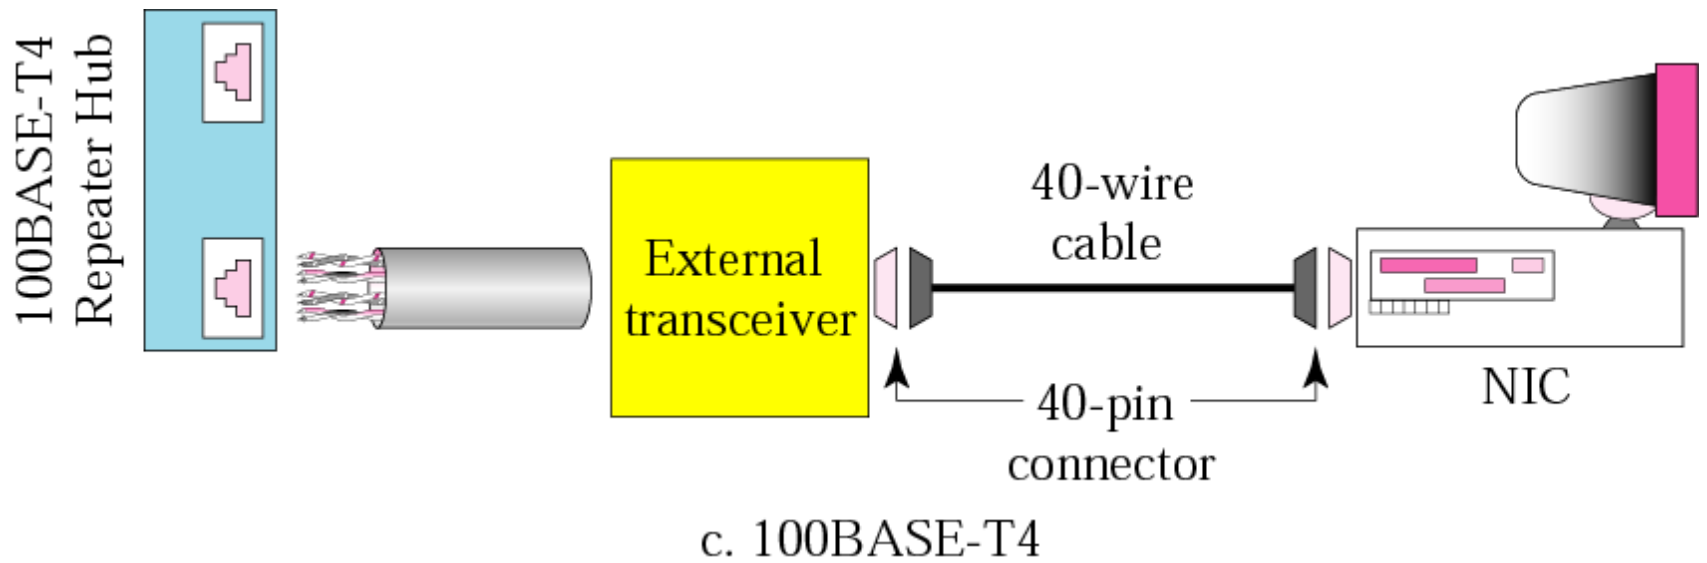 100BASE-T4
Repeater Hub
External
transceiver
40-wire
cable
40-pin
connector
NIC
c. 100BASE-T4